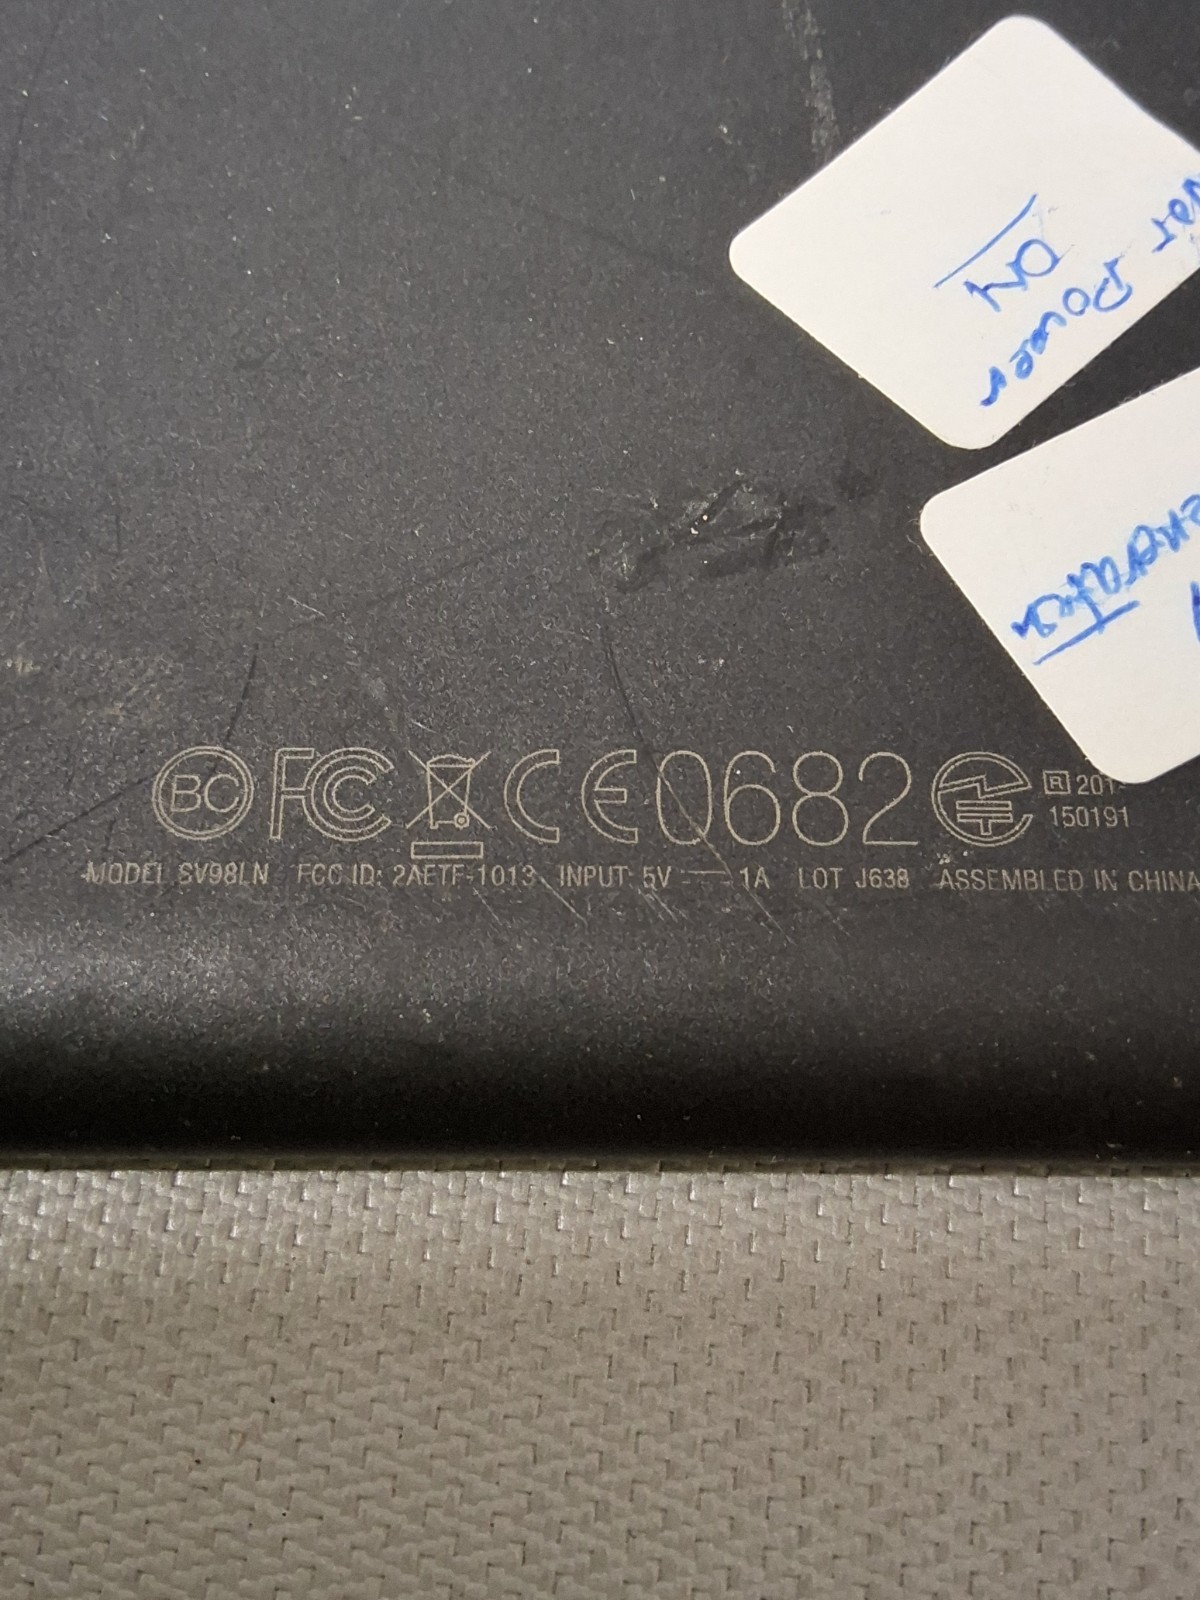 Power
ON
BC FC CE0682 R 201-
150191
MODEL SV98LN FCC ID: 2AETF-1013 INPUT 5V 1A LOT J638 ASSEMBLED IN CHINA